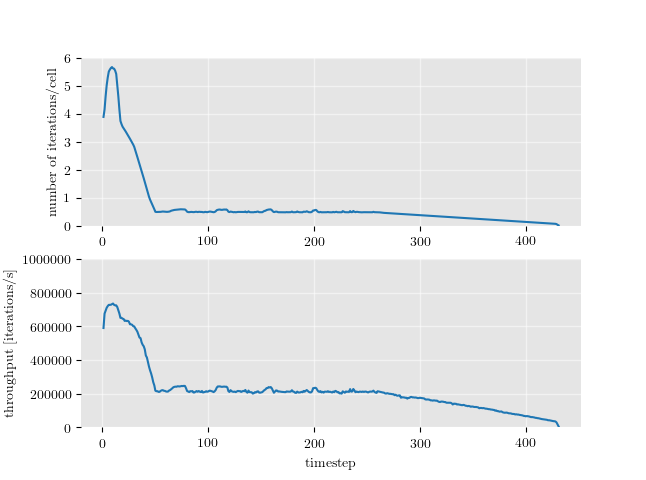 number of iterations/cell
6
5
4
3
2
1
0
0 100 200 300 400
throughput [iterations/s]
1000000
800000
600000
400000
200000
0
0 100 200 300 400
timestep